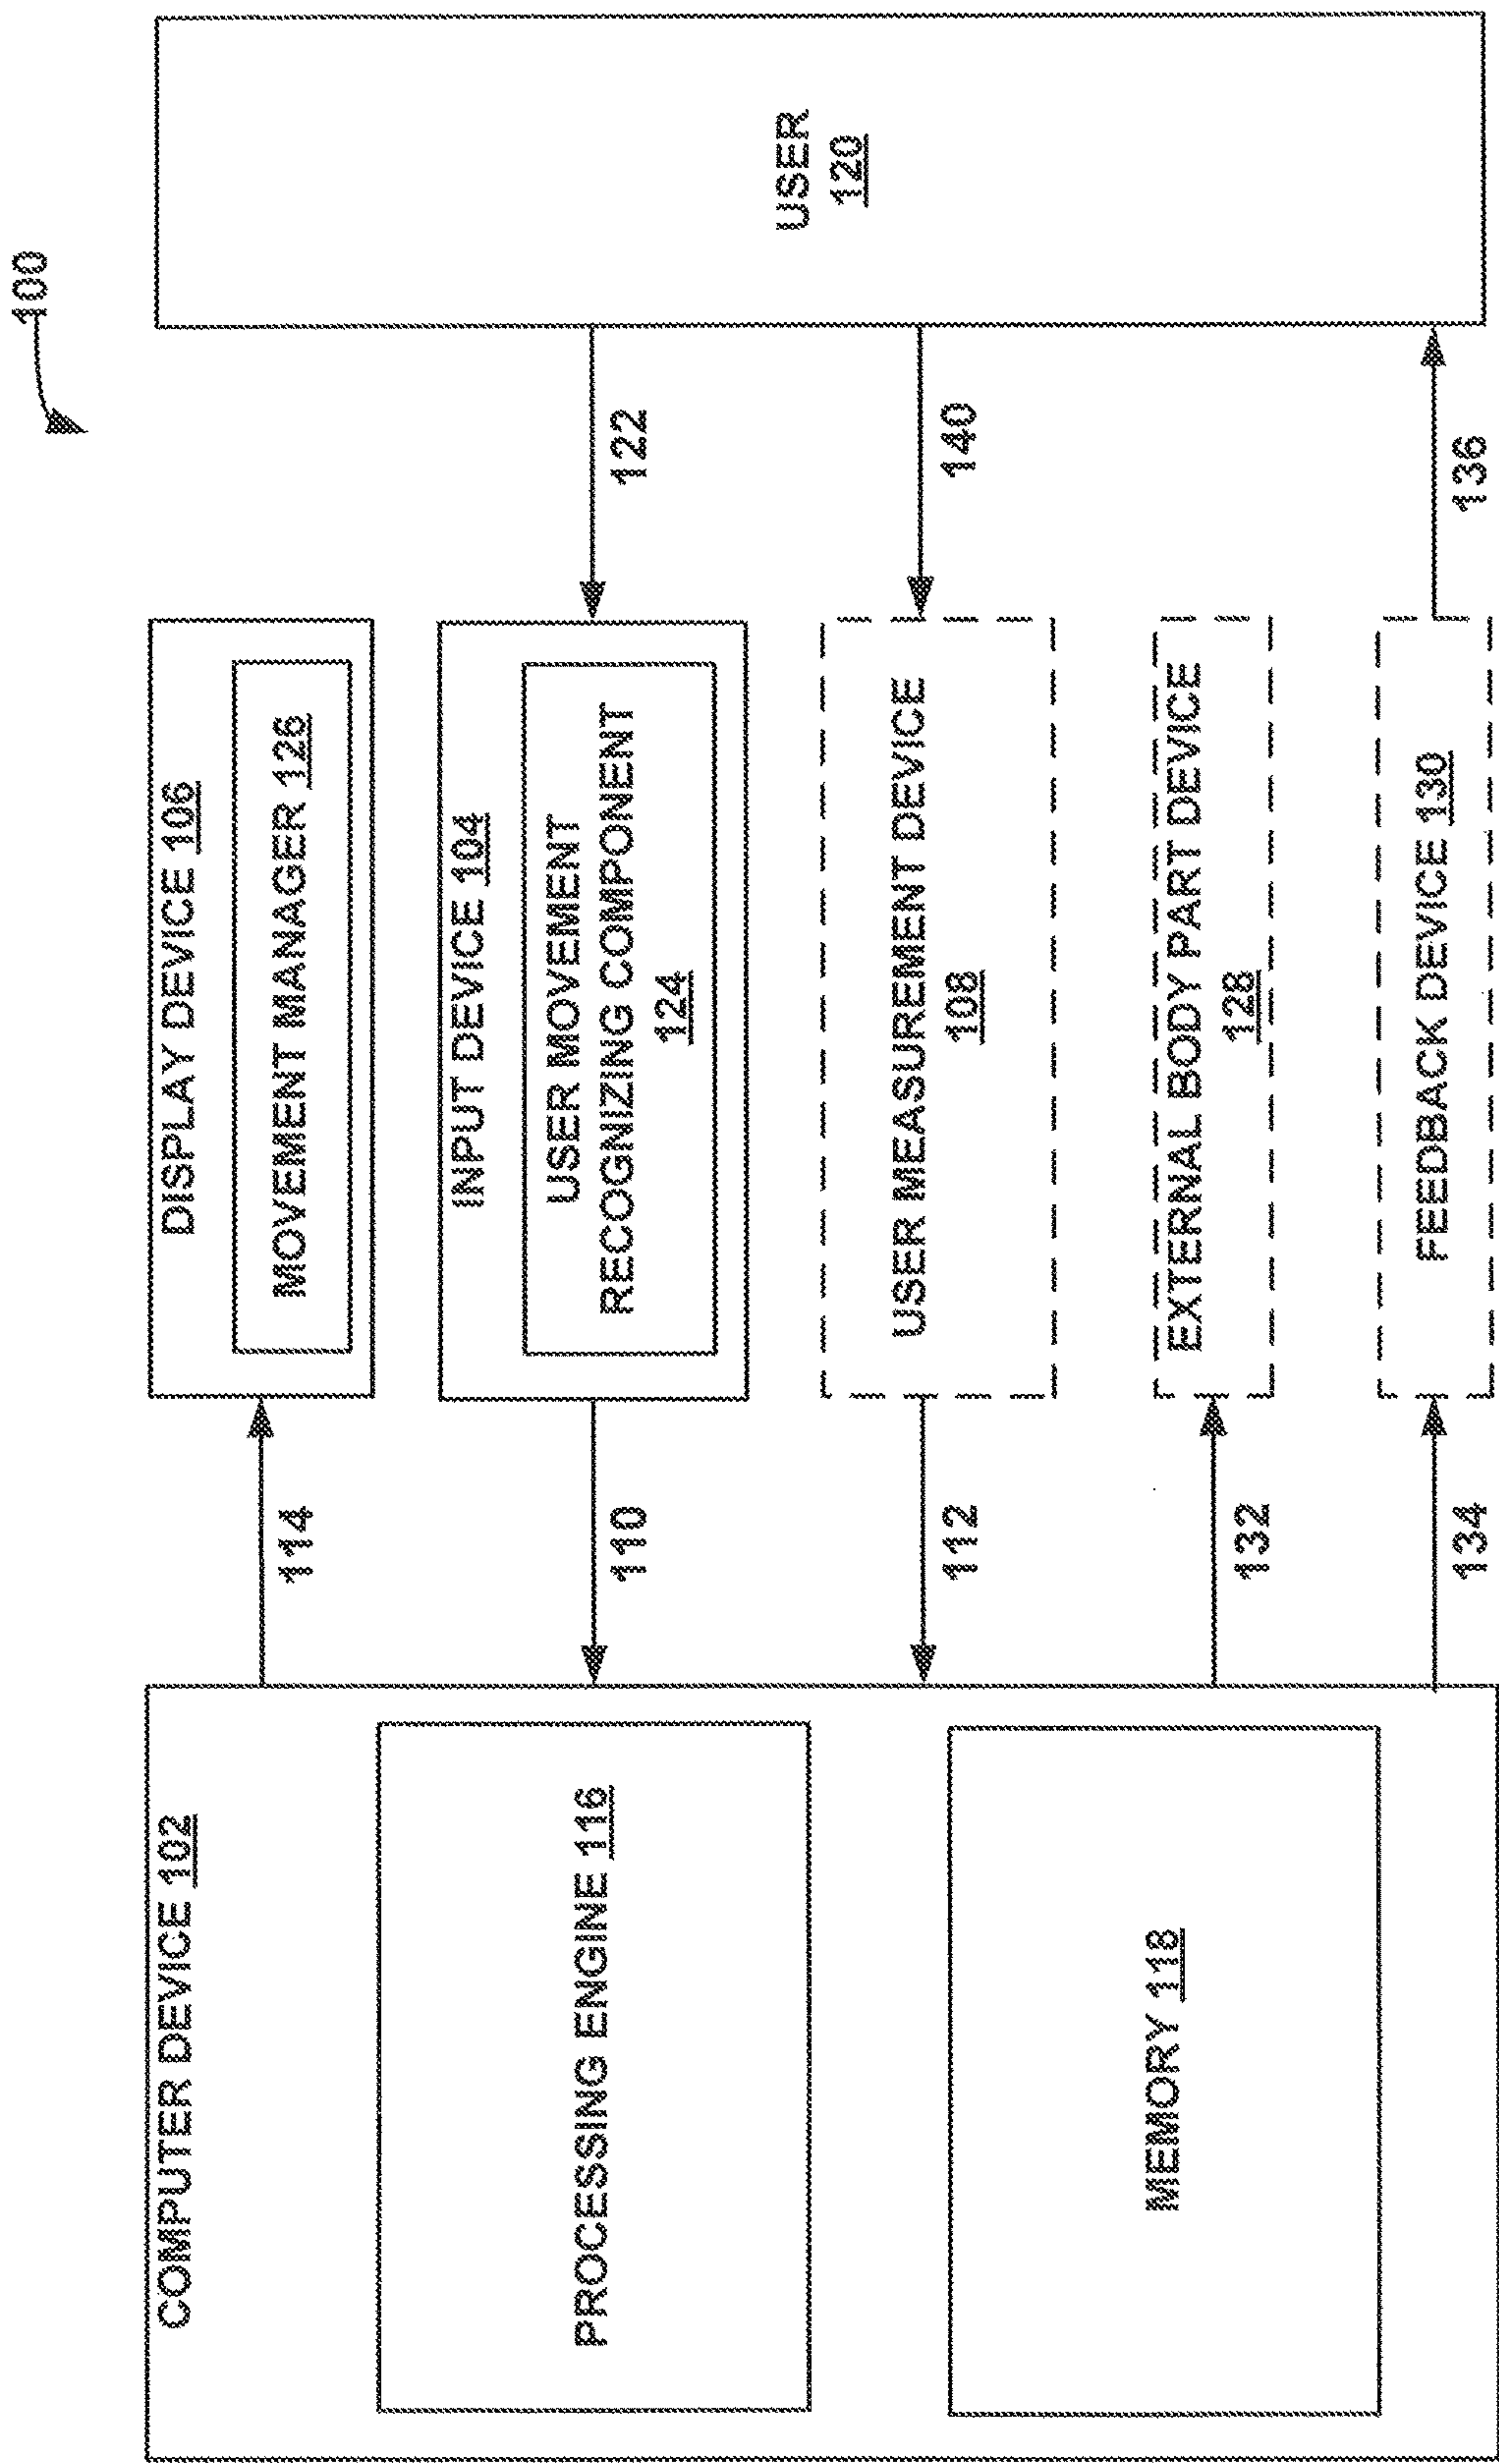 100
COMPUTER DEVICE 102
PROCESSING ENGINE 116
MEMORY 118
114
110
112
132
134
DISPLAY DEVICE 106
MOVEMENT MANAGER 126
INPUT DEVICE 104
USER MOVEMENT
RECOGNIZING COMPONENT
124
USER MEASUREMENT DEVICE
108
EXTERNAL BODY PART DEVICE
128
FEEDBACK DEVICE 130
122
140
136
USER
120